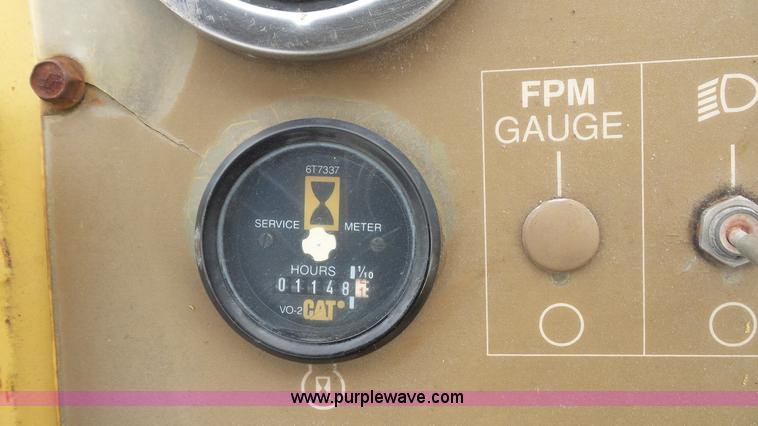 6T7337
SERVICE METER
HOURS 1/10
01148
VO-2 CAT
FPM
GAUGE
www.purplewave.com